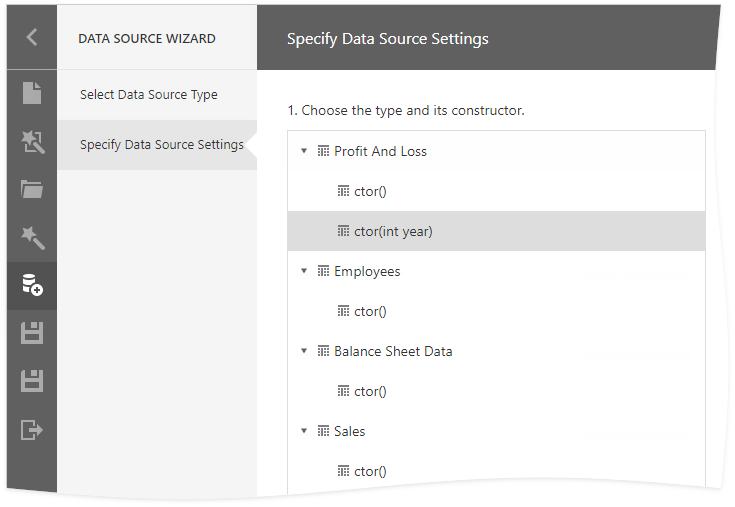 DATA SOURCE WIZARD
Specify Data Source Settings
Select Data Source Type
Specify Data Source Settings
1. Choose the type and its constructor.
Profit And Loss
ctor()
ctor(int year)
Employees
ctor()
Balance Sheet Data
ctor()
Sales
ctor()